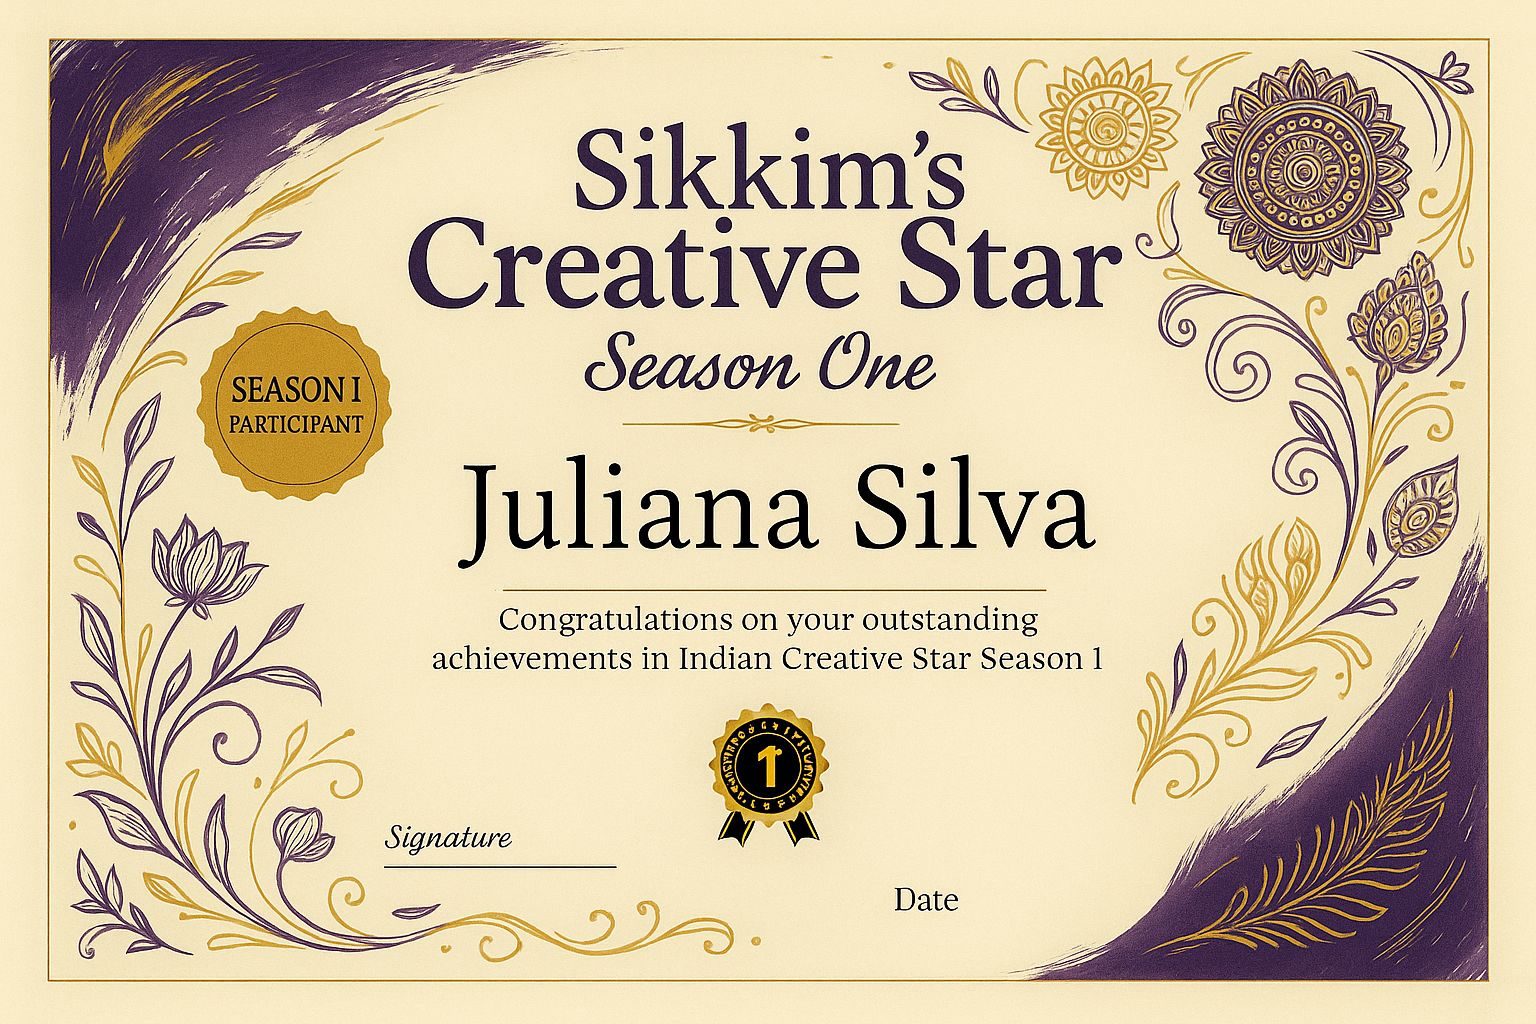 Sikkim’s
Creative Star
Season One
SEASON I
PARTICIPANT
Juliana Silva
Congratulations on your outstanding
achievements in Indian Creative Star Season 1
1
Signature
Date